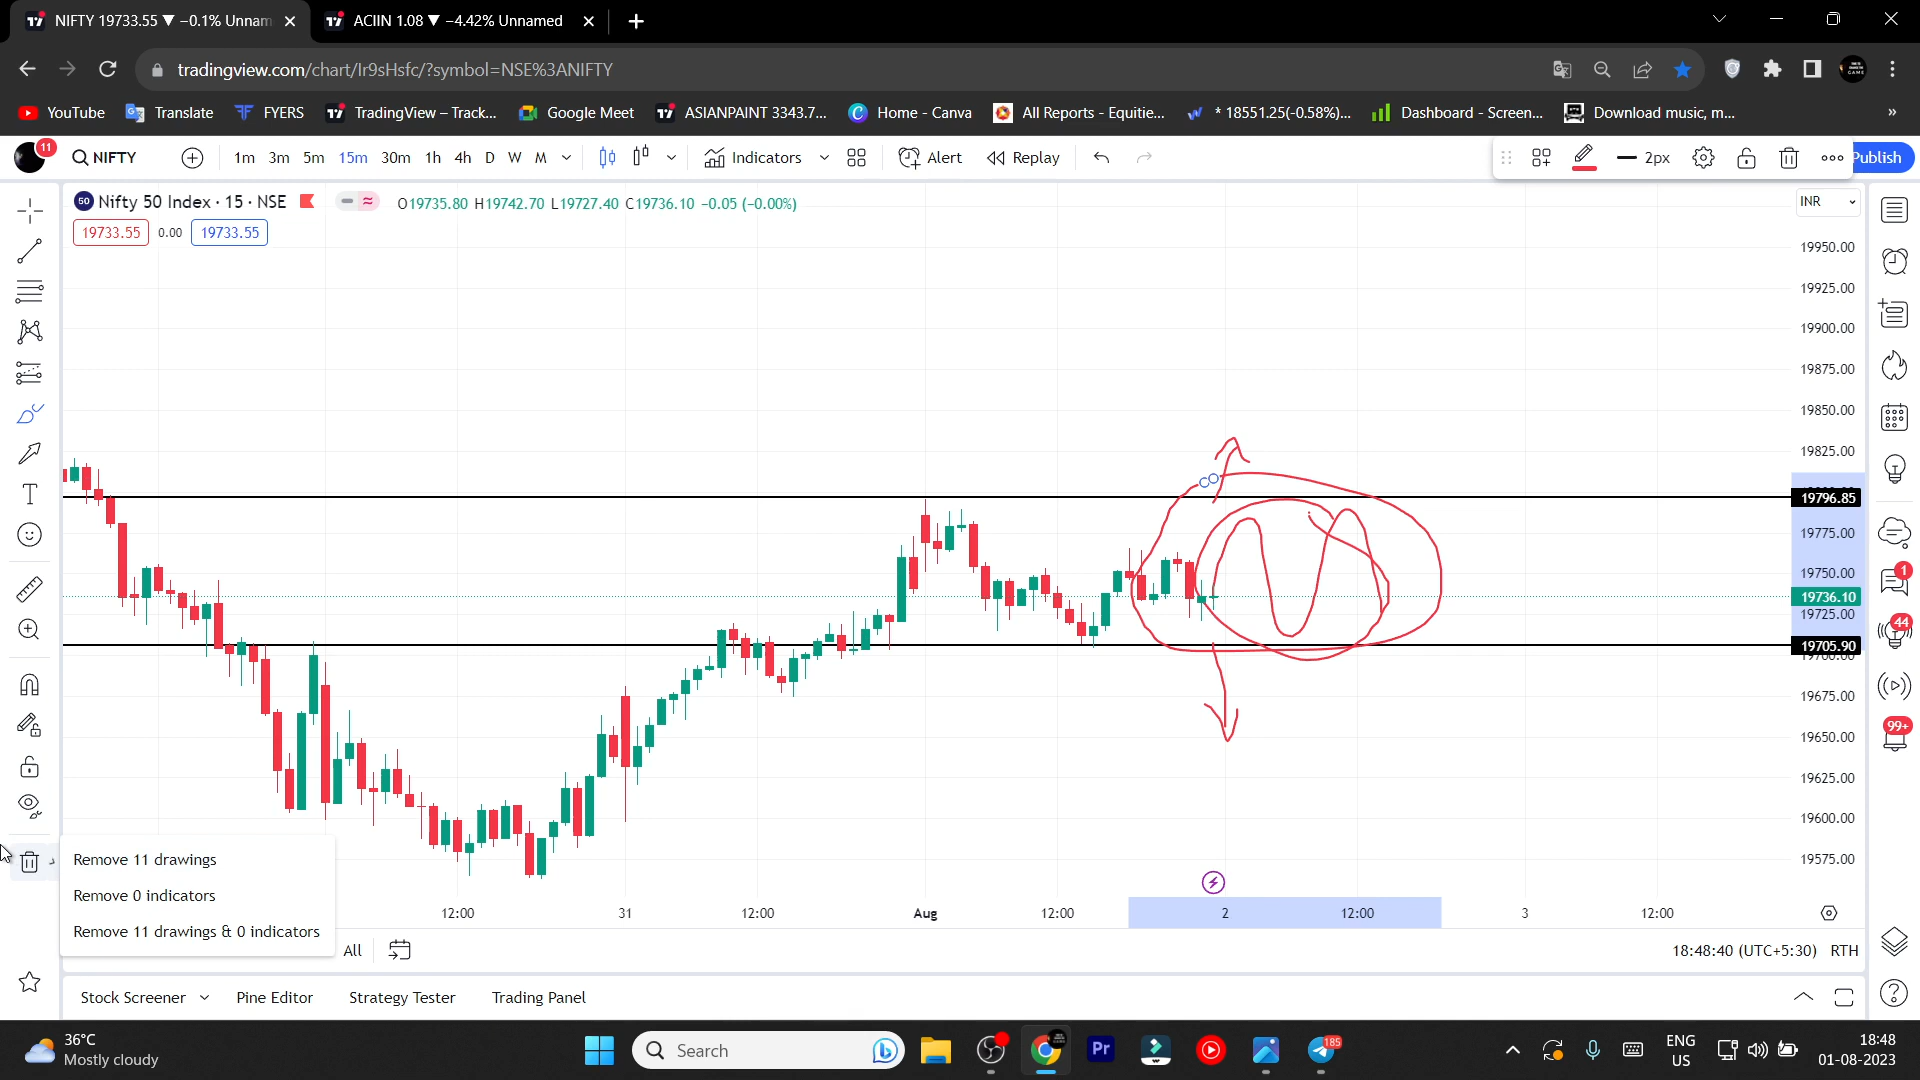 NIFTY 19733.55 ▼ −0.1% Unnam
ACIIN 1.08 ▼ −4.42% Unnamed
tradingview.com/chart/Ir9sHsfc/?symbol=NSE%3ANIFTY
YouTube
Translate
FYERS
TradingView – Track...
Google Meet
ASIANPAINT 3343.7...
Home - Canva
All Reports - Equitie...
* 18551.25(-0.58%)...
Dashboard - Screen...
Download music, m...
»
11
NIFTY
1m 3m 5m 15m 30m 1h 4h D W M
Indicators
Alert
Replay
2px
Publish
50 Nifty 50 Index · 15 · NSE
O19735.80 H19742.70 L19727.40 C19736.10 −0.05 (−0.00%)
INR
19733.55 0.00 19733.55
19950.00
19925.00
19900.00
19875.00
19850.00
19825.00
19796.85
19775.00
19750.00
19736.10
19725.00
19705.90
19675.00
19650.00
19625.00
19600.00
19575.00
1
44
99+
Remove 11 drawings
Remove 0 indicators
Remove 11 drawings & 0 indicators
12:00 31 12:00 Aug 12:00 2 12:00 3 12:00
All
18:48:40 (UTC+5:30) RTH
Stock Screener
Pine Editor
Strategy Tester
Trading Panel
36°C
Mostly cloudy
Search
Pr
185
ENG
US
18:48
01-08-2023